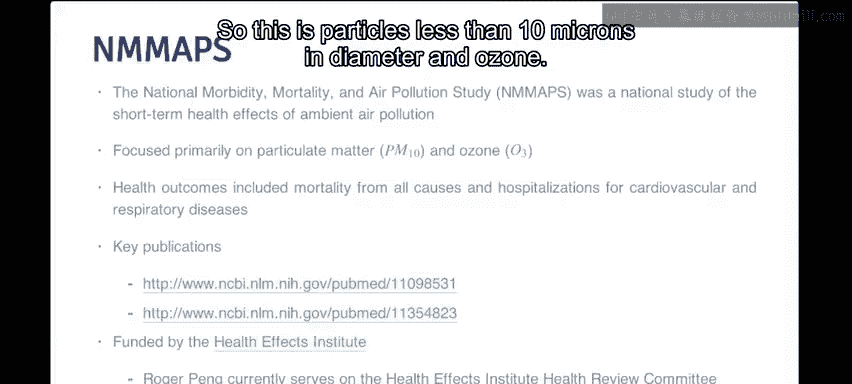 So this is particles less than 10 microns
in diameter and ozone.
NMMAPS
· The National Morbidity, Mortality, and Air Pollution Study (NMMAPS) was a national study of the
short-term health effects of ambient air pollution
· Focused primarily on particulate matter (PM10) and ozone (O3)
· Health outcomes included mortality from all causes and hospitalizations for cardiovascular and
respiratory diseases
· Key publications
- http://www.ncbi.nlm.nih.gov/pubmed/11098531
- http://www.ncbi.nlm.nih.gov/pubmed/11354823
· Funded by the Health Effects Institute
- Roger Peng currently serves on the Health Effects Institute Health Review Committee